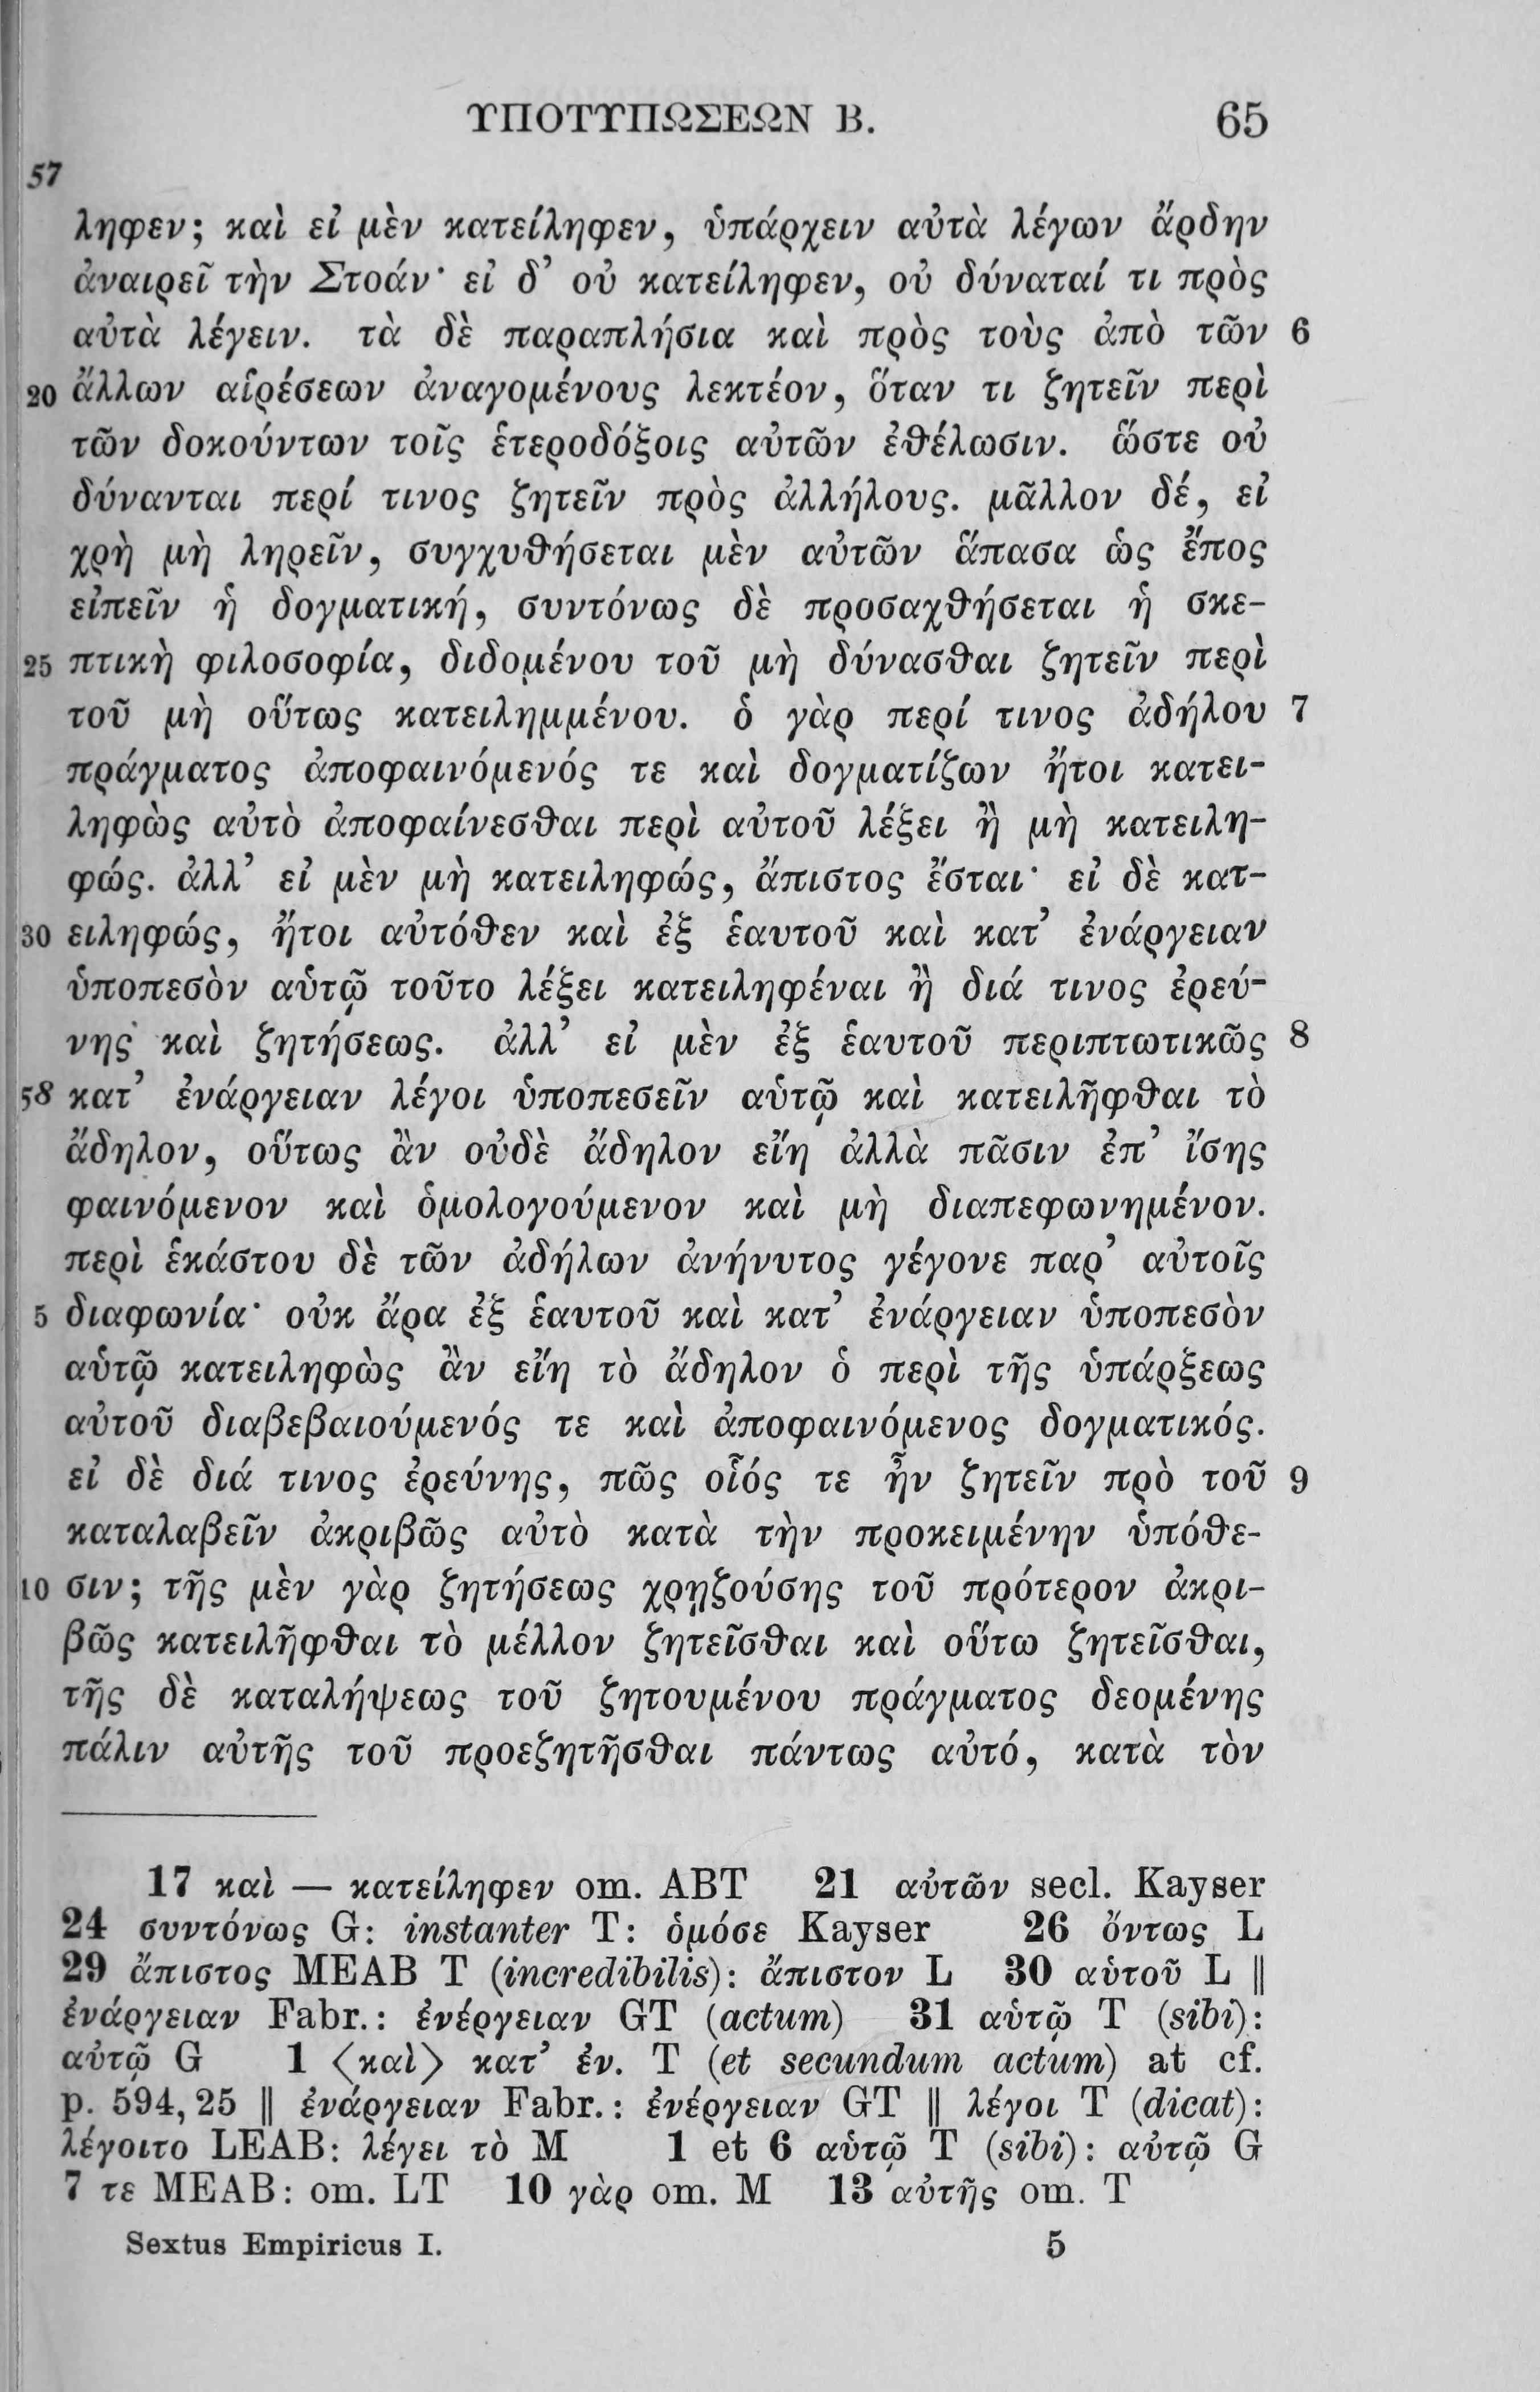 ΥΠΟΤΥΠΩΣΕΩΝ Β. 65
57
ληφεν; καὶ εἰ μὲν κατείληφεν, ὑπάρχειν αὐτὰ λέγων ἄρδην
ἀναιρεῖ τὴν Στοάν· εἰ δ’ οὐ κατείληφεν, οὐ δύναταί τι πρὸς
αὐτὰ λέγειν. τὰ δὲ παραπλήσια καὶ πρὸς τοὺς ἀπὸ τῶν 6
20 ἄλλων αἱρέσεων ἀναγομένους λεκτέον, ὅταν τι ζητεῖν περὶ
τῶν δοκούντων τοῖς ἑτεροδόξοις αὐτῶν ἐθέλωσιν. ὥστε οὐ
δύνανται περί τινος ζητεῖν πρὸς ἀλλήλους. μᾶλλον δέ, εἰ
χρὴ μὴ ληρεῖν, συγχυθήσεται μὲν αὐτῶν ἅπασα ὡς ἔπος
εἰπεῖν ἡ δογματική, συντόνως δὲ προσαχθήσεται ἡ σκε-
25 πτικὴ φιλοσοφία, διδομένου τοῦ μὴ δύνασθαι ζητεῖν περὶ
τοῦ μὴ οὕτως κατειλημμένου. ὁ γὰρ περί τινος ἀδήλου 7
πράγματος ἀποφαινόμενός τε καὶ δογματίζων ἤτοι κατει-
ληφὼς αὐτὸ ἀποφαίνεσθαι περὶ αὐτοῦ λέξει ἢ μὴ κατειλη-
φώς. ἀλλ’ εἰ μὲν μὴ κατειληφώς, ἄπιστος ἔσται· εἰ δὲ κατ-
30 ειληφώς, ἤτοι αὐτόθεν καὶ ἐξ ἑαυτοῦ καὶ κατ’ ἐνάργειαν
ὑποπεσὸν αὑτῷ τοῦτο λέξει κατειληφέναι ἢ διά τινος ἐρεύ-
νης καὶ ζητήσεως. ἀλλ’ εἰ μὲν ἐξ ἑαυτοῦ περιπτωτικῶς 8
58 κατ’ ἐνάργειαν λέγοι ὑποπεσεῖν αὑτῷ καὶ κατειλῆφθαι τὸ
ἄδηλον, οὕτως ἂν οὐδὲ ἄδηλον εἴη ἀλλὰ πᾶσιν ἐπ’ ἴσης
φαινόμενον καὶ ὁμολογούμενον καὶ μὴ διαπεφωνημένον.
περὶ ἑκάστου δὲ τῶν ἀδήλων ἀνήνυτος γέγονε παρ’ αὐτοῖς
5 διαφωνία· οὐκ ἄρα ἐξ ἑαυτοῦ καὶ κατ’ ἐνάργειαν ὑποπεσὸν
αὑτῷ κατειληφὼς ἂν εἴη τὸ ἄδηλον ὁ περὶ τῆς ὑπάρξεως
αὐτοῦ διαβεβαιούμενός τε καὶ ἀποφαινόμενος δογματικός.
εἰ δὲ διά τινος ἐρεύνης, πῶς οἷός τε ἦν ζητεῖν πρὸ τοῦ 9
καταλαβεῖν ἀκριβῶς αὐτὸ κατὰ τὴν προκειμένην ὑπόθε-
10 σιν; τῆς μὲν γὰρ ζητήσεως χρῃζούσης τοῦ πρότερον ἀκρι-
βῶς κατειλῆφθαι τὸ μέλλον ζητεῖσθαι καὶ οὕτω ζητεῖσθαι,
τῆς δὲ καταλήψεως τοῦ ζητουμένου πράγματος δεομένης
πάλιν αὐτῆς τοῦ προεζητῆσθαι πάντως αὐτό, κατὰ τὸν
17 καὶ — κατείληφεν om. ABT 21 αὐτῶν secl. Kayser
24 συντόνως G: instanter T: ὁμόσε Kayser 26 ὄντως L
29 ἄπιστος MEAB T (incredibilis): ἄπιστον L 30 αὑτοῦ L ||
ἐνάργειαν Fabr.: ἐνέργειαν GT (actum) 31 αὑτῷ T (sibi):
αὐτῷ G 1 〈καὶ〉 κατ’ ἐν. T (et secundum actum) at cf.
p. 594,25 || ἐνάργειαν Fabr.: ἐνέργειαν GT || λέγοι T (dicat):
λέγοιτο LEAB: λέγει τὸ M 1 et 6 αὑτῷ T (sibi): αὐτῷ G
7 τε MEAB: om. LT 10 γὰρ om. M 13 αὐτῆς om. T
Sextus Empiricus I. 5